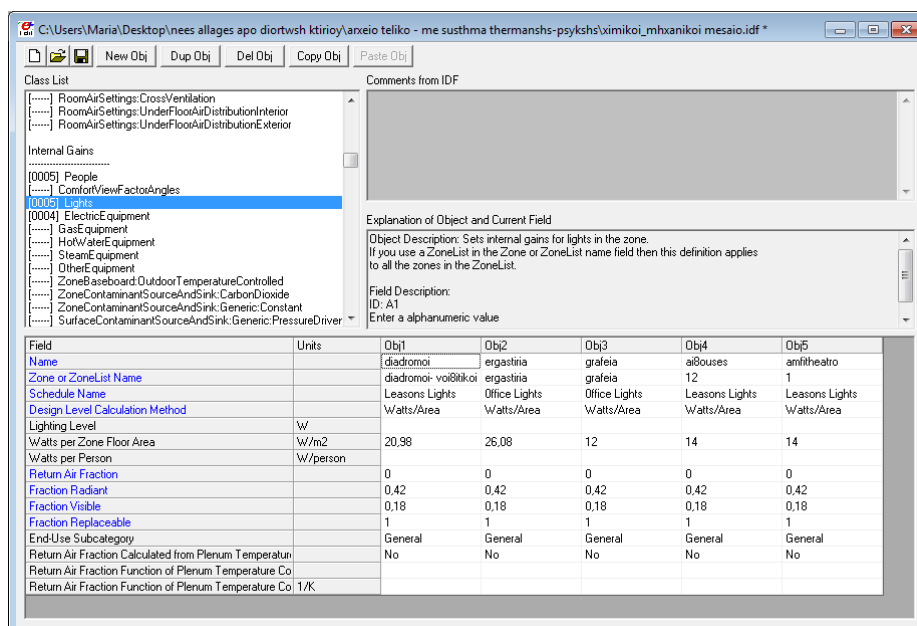 C:\Users\Maria\Desktop\nees allages apo diortwsh ktirioy\arxeio teliko - me susthma thermanshs-psykshs\ximikoi_mhxanikoi mesaio.idf *
New Obj Dup Obj Del Obj Copy Obj Paste Obj
Class List
Comments from IDF
[------] RoomAirSettings:CrossVentilation
[------] RoomAirSettings:UnderFloorAirDistributionInterior
[------] RoomAirSettings:UnderFloorAirDistributionExterior
Internal Gains
--------------------------
[0005] People
[------] ComfortViewFactorAngles
[0005] Lights
[0004] ElectricEquipment
[------] GasEquipment
[------] HotWaterEquipment
[------] SteamEquipment
[------] OtherEquipment
[------] ZoneBaseboard:OutdoorTemperatureControlled
[------] ZoneContaminantSourceAndSink:CarbonDioxide
[------] ZoneContaminantSourceAndSink:Generic:Constant
[------] SurfaceContaminantSourceAndSink:Generic:PressureDriver
Explanation of Object and Current Field
Object Description: Sets internal gains for lights in the zone.
If you use a ZoneList in the Zone or ZoneList name field then this definition applies
to all the zones in the ZoneList.
Field Description:
ID: A1
Enter a alphanumeric value
Field Units Obj1 Obj2 Obj3 Obj4 Obj5
Name diadromoi ergastiria grafeia ai8ouses amfitheatro
Zone or ZoneList Name diadromoi- voi8itikoi ergastiria grafeia 12 1
Schedule Name Leasons Lights Office Lights Office Lights Leasons Lights Leasons Lights
Design Level Calculation Method Watts/Area Watts/Area Watts/Area Watts/Area Watts/Area
Lighting Level W
Watts per Zone Floor Area W/m2 20,98 26,08 12 14 14
Watts per Person W/person
Return Air Fraction 0 0 0 0 0
Fraction Radiant 0,42 0,42 0,42 0,42 0,42
Fraction Visible 0,18 0,18 0,18 0,18 0,18
Fraction Replaceable 1 1 1 1 1
End-Use Subcategory General General General General General
Return Air Fraction Calculated from Plenum Temperature No No No No No
Return Air Fraction Function of Plenum Temperature Co
Return Air Fraction Function of Plenum Temperature Co 1/K